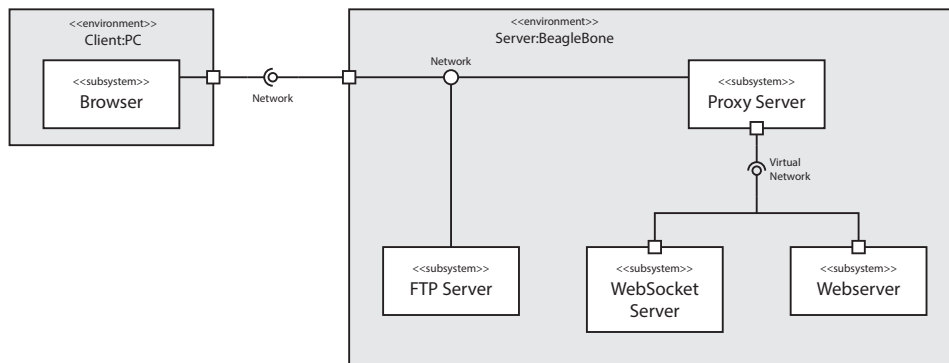 <<environment>>
Client:PC
<<subsystem>>
Browser
Network
<<environment>>
Server:BeagleBone
Network
<<subsystem>>
Proxy Server
Virtual
Network
<<subsystem>>
FTP Server
<<subsystem>>
WebSocket
Server
<<subsystem>>
Webserver